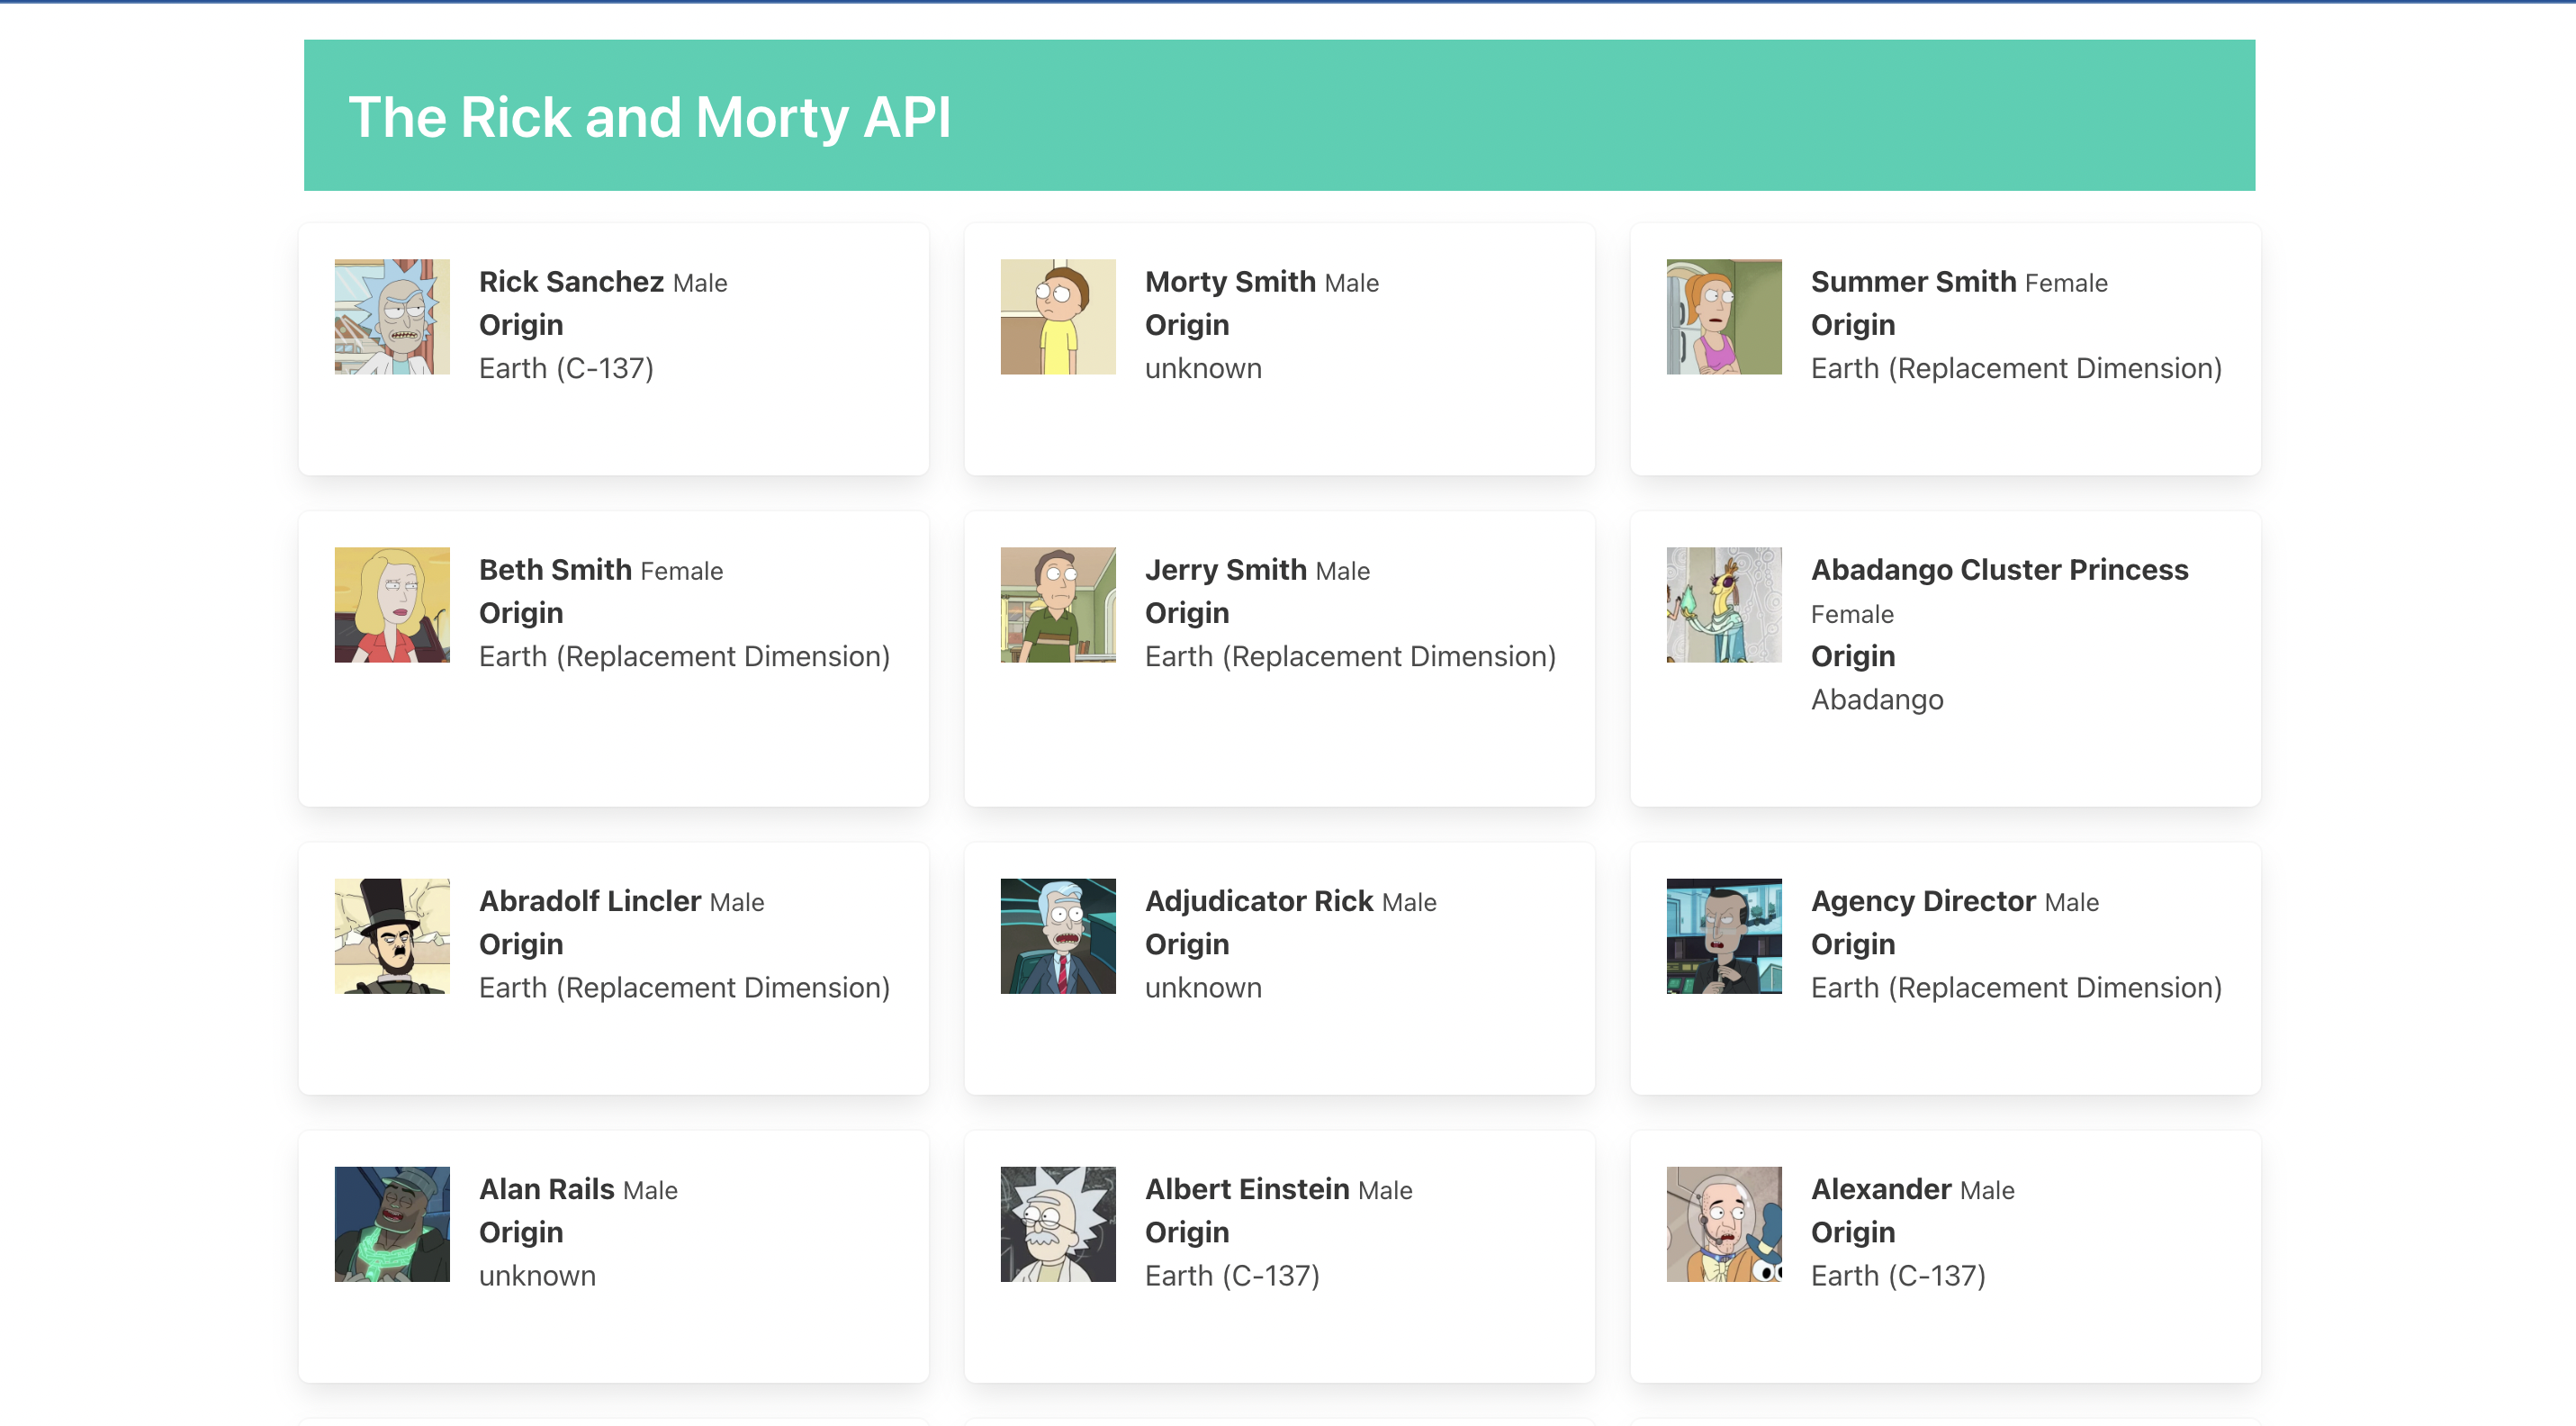 The Rick and Morty API
Rick Sanchez Male
Origin
Earth (C-137)
Morty Smith Male
Origin
unknown
Summer Smith Female
Origin
Earth (Replacement Dimension)
Beth Smith Female
Origin
Earth (Replacement Dimension)
Jerry Smith Male
Origin
Earth (Replacement Dimension)
Abadango Cluster Princess
Female
Origin
Abadango
Abradolf Lincler Male
Origin
Earth (Replacement Dimension)
Adjudicator Rick Male
Origin
unknown
Agency Director Male
Origin
Earth (Replacement Dimension)
Alan Rails Male
Origin
unknown
Albert Einstein Male
Origin
Earth (C-137)
Alexander Male
Origin
Earth (C-137)